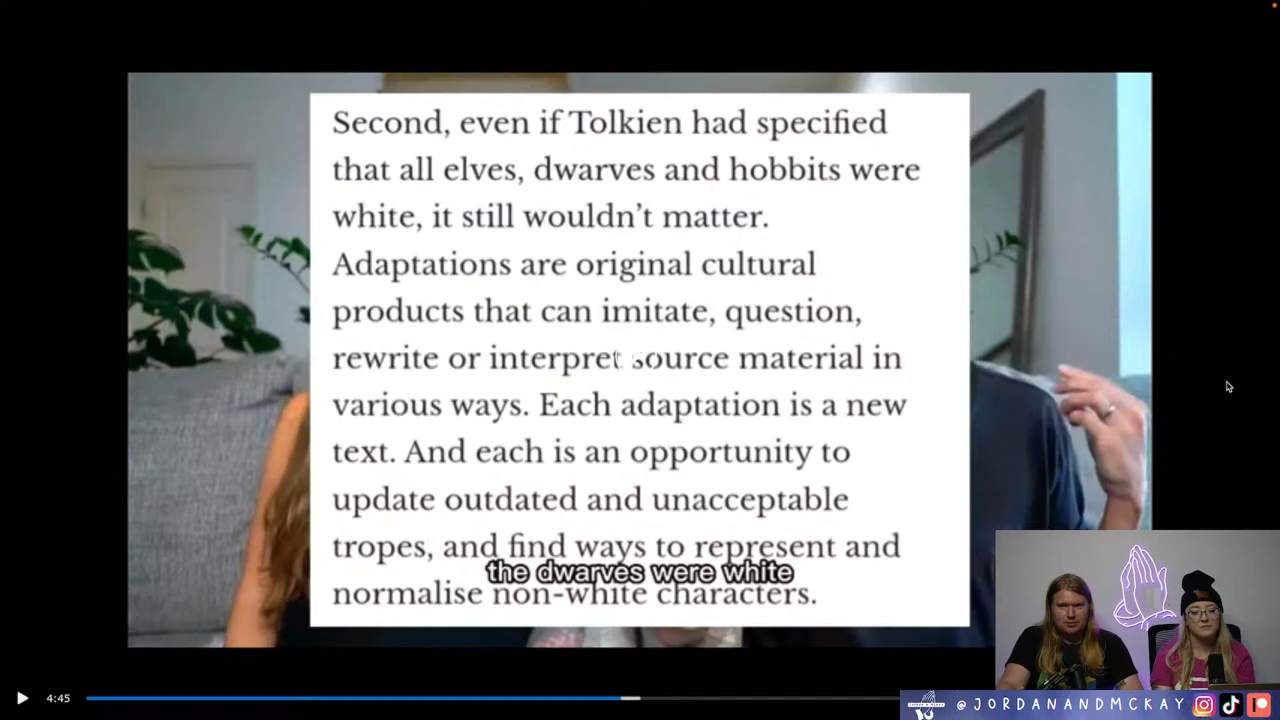 Second, even if Tolkien had specified
that all elves, dwarves and hobbits were
white, it still wouldn't matter.
Adaptations are original cultural
products that can imitate, question,
rewrite or interpret source material in
various ways. Each adaptation is a new
text. And each is an opportunity to
update outdated and unacceptable
tropes, and find ways to represent and
the dwarves were white
normalise non-white characters.
4:45
@JORDANANDMCKAY